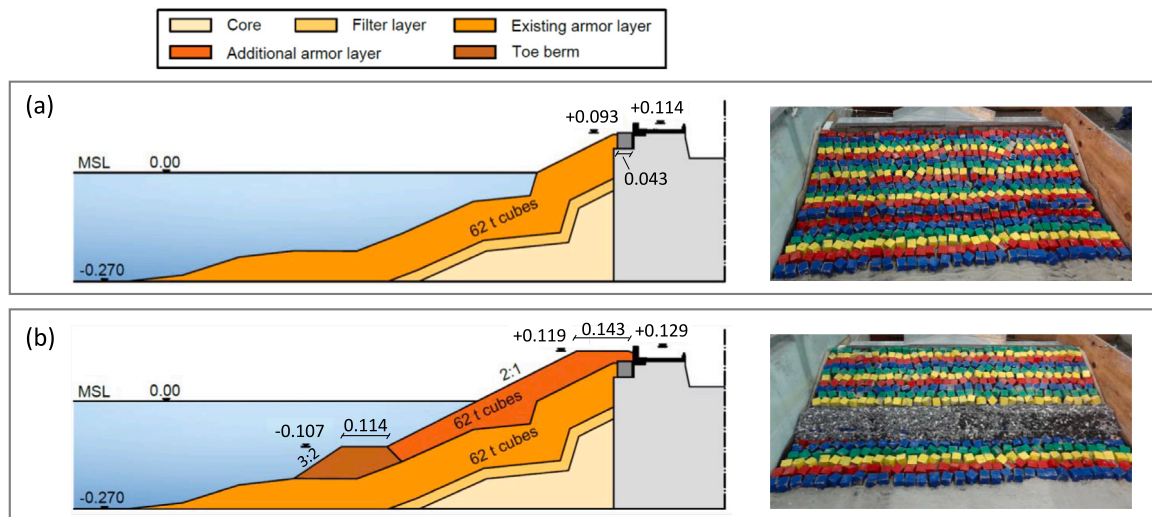 Core Filter layer Existing armor layer
Additional armor layer Toe berm
(a)
+0.093 +0.114
MSL 0.00
0.043
62 t cubes
-0.270
(b)
+0.119 0.143 +0.129
2:1
MSL 0.00
62 t cubes
-0.107 0.114
3:2
62 t cubes
-0.270